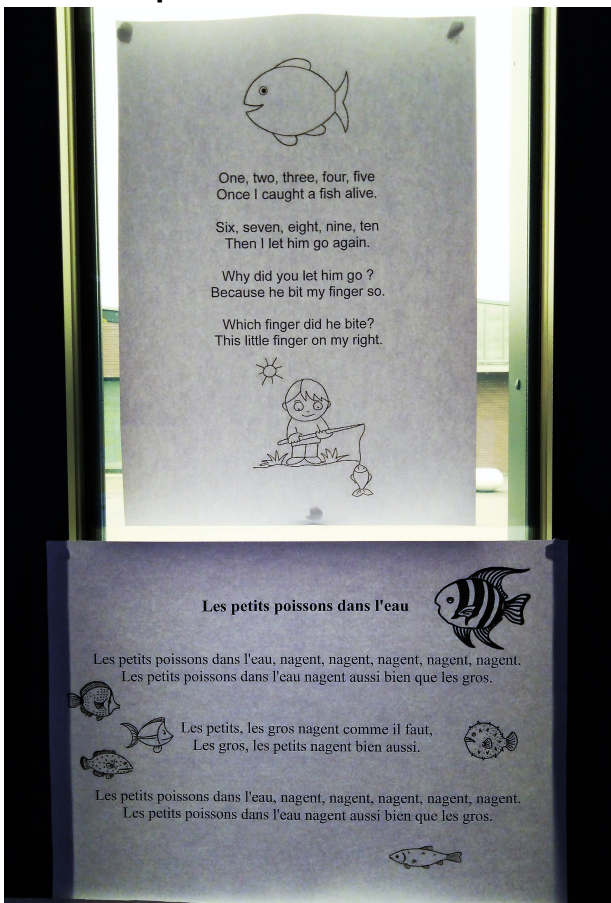 One, two, three, four, five
Once I caught a fish alive.
Six, seven, eight, nine, ten
Then I let him go again.
Why did you let him go ?
Because he bit my finger so.
Which finger did he bite?
This little finger on my right.
Les petits poissons dans l'eau
Les petits poissons dans l'eau, nagent, nagent, nagent, nagent, nagent.
Les petits poissons dans l'eau nagent aussi bien que les gros.
Les petits, les gros nagent comme il faut,
Les gros, les petits nagent bien aussi.
Les petits poissons dans l'eau, nagent, nagent, nagent, nagent, nagent.
Les petits poissons dans l'eau nagent aussi bien que les gros.